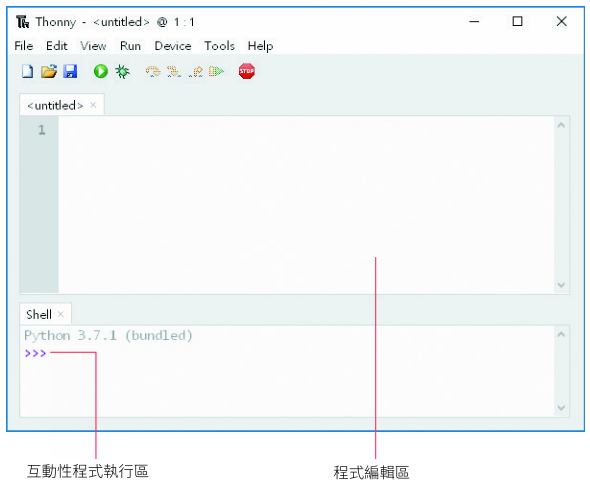 Thonny - <untitled> @ 1 : 1
File Edit View Run Device Tools Help
STOP
<untitled> ×
1
Shell ×
Python 3.7.1 (bundled)
>>>
互動性程式執行區 程式編輯區